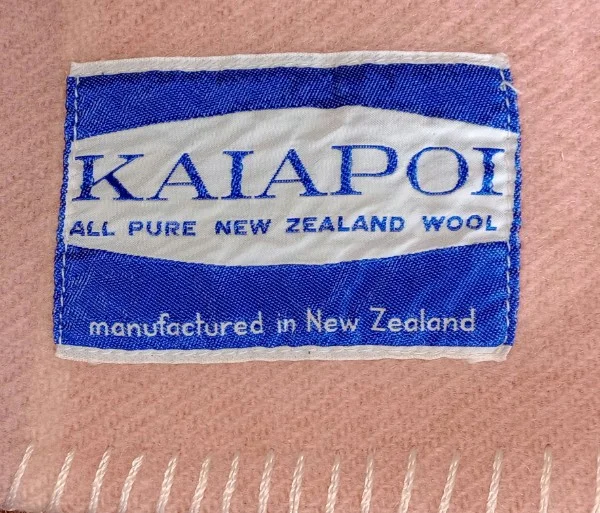 KAIAPOI
ALL PURE NEW ZEALAND WOOL
manufactured in New Zealand